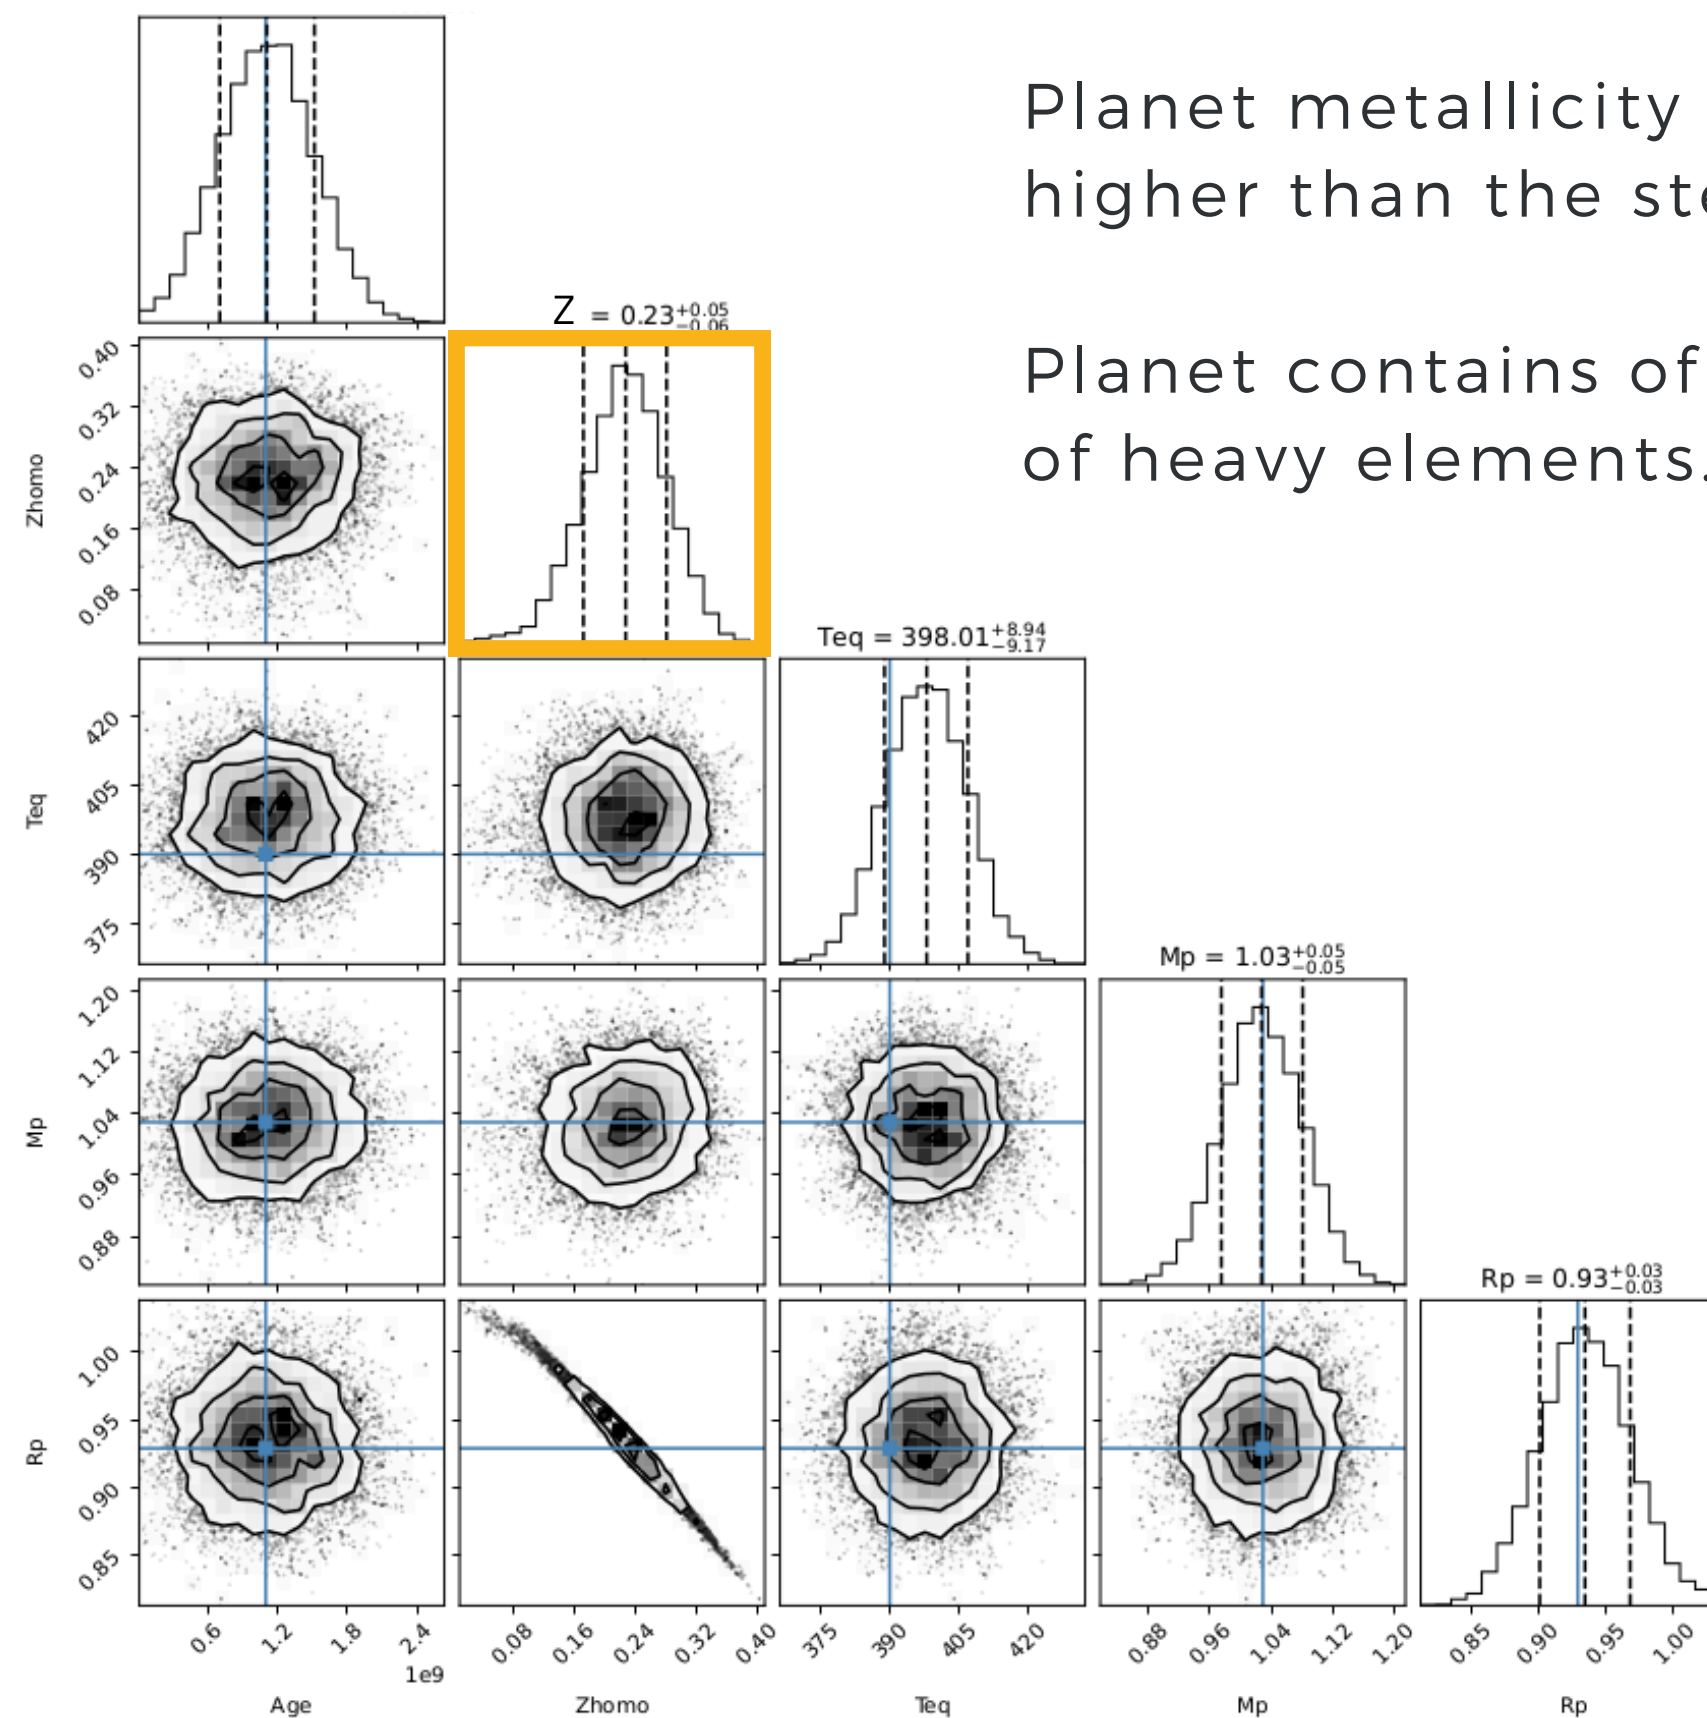 Planet metallicity
higher than the
Planet contains of
of heavy elements.
Z = 0.23+0.05 −0.06
Teq = 398.01+8.94 −9.17
Mp = 1.03+0.05 −0.05
Rp = 0.93+0.03 −0.03
Zhomo
0.40
0.32
0.24
0.16
0.08
Teq
420
405
390
375
Mp
1.20
1.12
1.04
0.96
0.88
Rp
1.00
0.95
0.90
0.85
0.6 1.2 1.8 2.4
1e9
Age
0.08 0.16 0.24 0.32 0.40
Zhomo
375 390 405 420
Teq
0.88 0.96 1.04 1.12 1.20
Mp
0.85 0.90 0.95 1.00
Rp